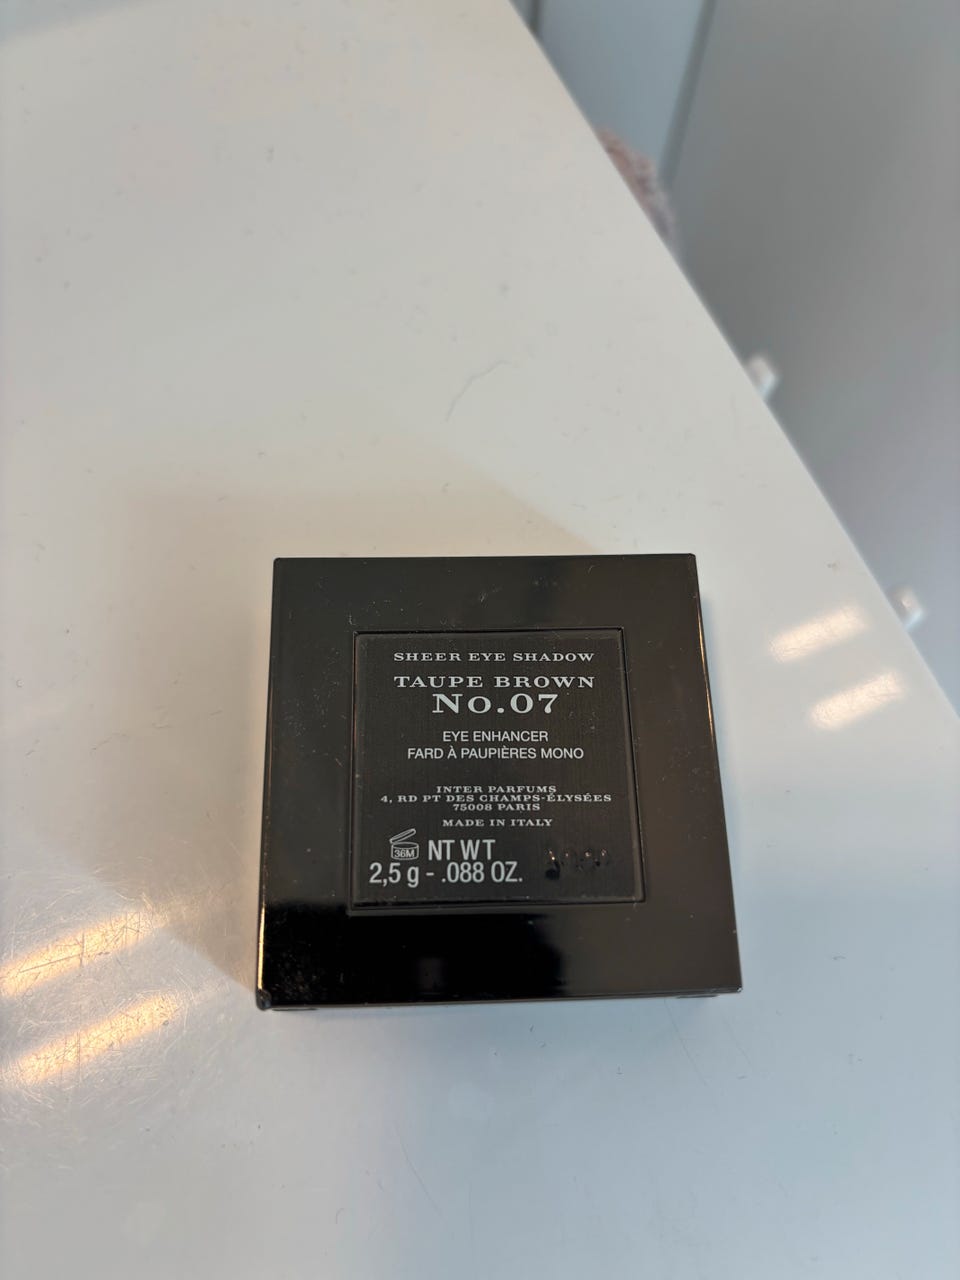 SHEER EYE SHADOW
TAUPE BROWN
No.07
EYE ENHANCER
FARD À PAUPIÈRES MONO
INTER PARFUMS
4, RD PT DES CHAMPS-ÉLYSÉES
75008 PARIS
MADE IN ITALY
36M NT WT
2,5 g - .088 OZ.